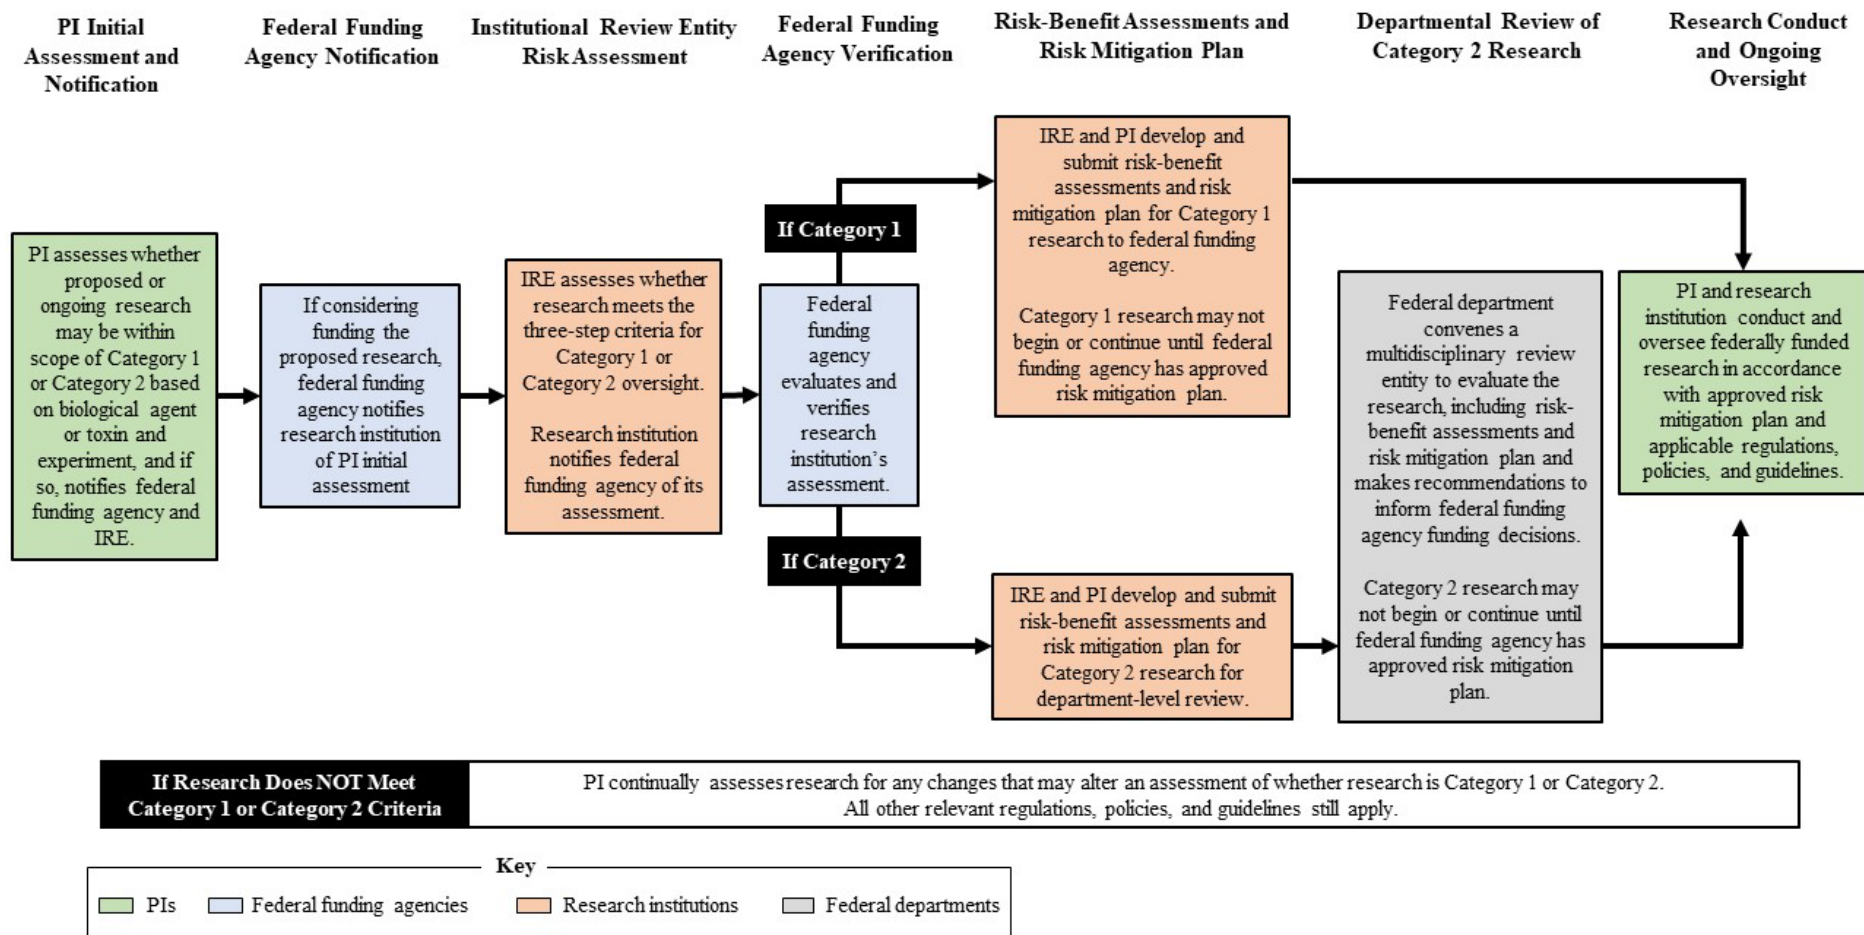 PI Initial
Assessment and
Notification
Federal Funding
Agency Notification
Institutional Review Entity
Risk Assessment
Federal Funding
Agency Verification
Risk-Benefit Assessments and
Risk Mitigation Plan
Departmental Review of
Category 2 Research
Research Conduct
and Ongoing
Oversight
PI assesses whether
proposed or
ongoing research
may be within
scope of Category 1
or Category 2 based
on biological agent
or toxin and
experiment, and if
so, notifies federal
funding agency and
IRE.
If considering
funding the
proposed research,
federal funding
agency notifies
research institution
of PI initial
assessment
IRE assesses whether
research meets the
three-step criteria for
Category 1 or
Category 2 oversight.
Research institution
notifies federal
funding agency of its
assessment.
If Category 1
Federal
funding
agency
evaluates and
verifies
research
institution's
assessment.
If Category 2
IRE and PI develop and
submit risk-benefit
assessments and risk
mitigation plan for Category 1
research to federal funding
agency.
Category 1 research may not
begin or continue until federal
funding agency has approved
risk mitigation plan.
IRE and PI develop and submit
risk-benefit assessments and
risk mitigation plan for
Category 2 research for
department-level review.
Federal department
convenes a
multidisciplinary review
entity to evaluate the
research, including risk-
benefit assessments and
risk mitigation plan and
makes recommendations to
inform federal funding
agency funding decisions.
Category 2 research may
not begin or continue until
federal funding agency has
approved risk mitigation
plan.
PI and research
institution conduct and
oversee federally funded
research in accordance
with approved risk
mitigation plan and
applicable regulations,
policies, and guidelines.
If Research Does NOT Meet
Category 1 or Category 2 Criteria
PI continually assesses research for any changes that may alter an assessment of whether research is Category 1 or Category 2.
All other relevant regulations, policies, and guidelines still apply.
Key
PIs
Federal funding agencies
Research institutions
Federal departments